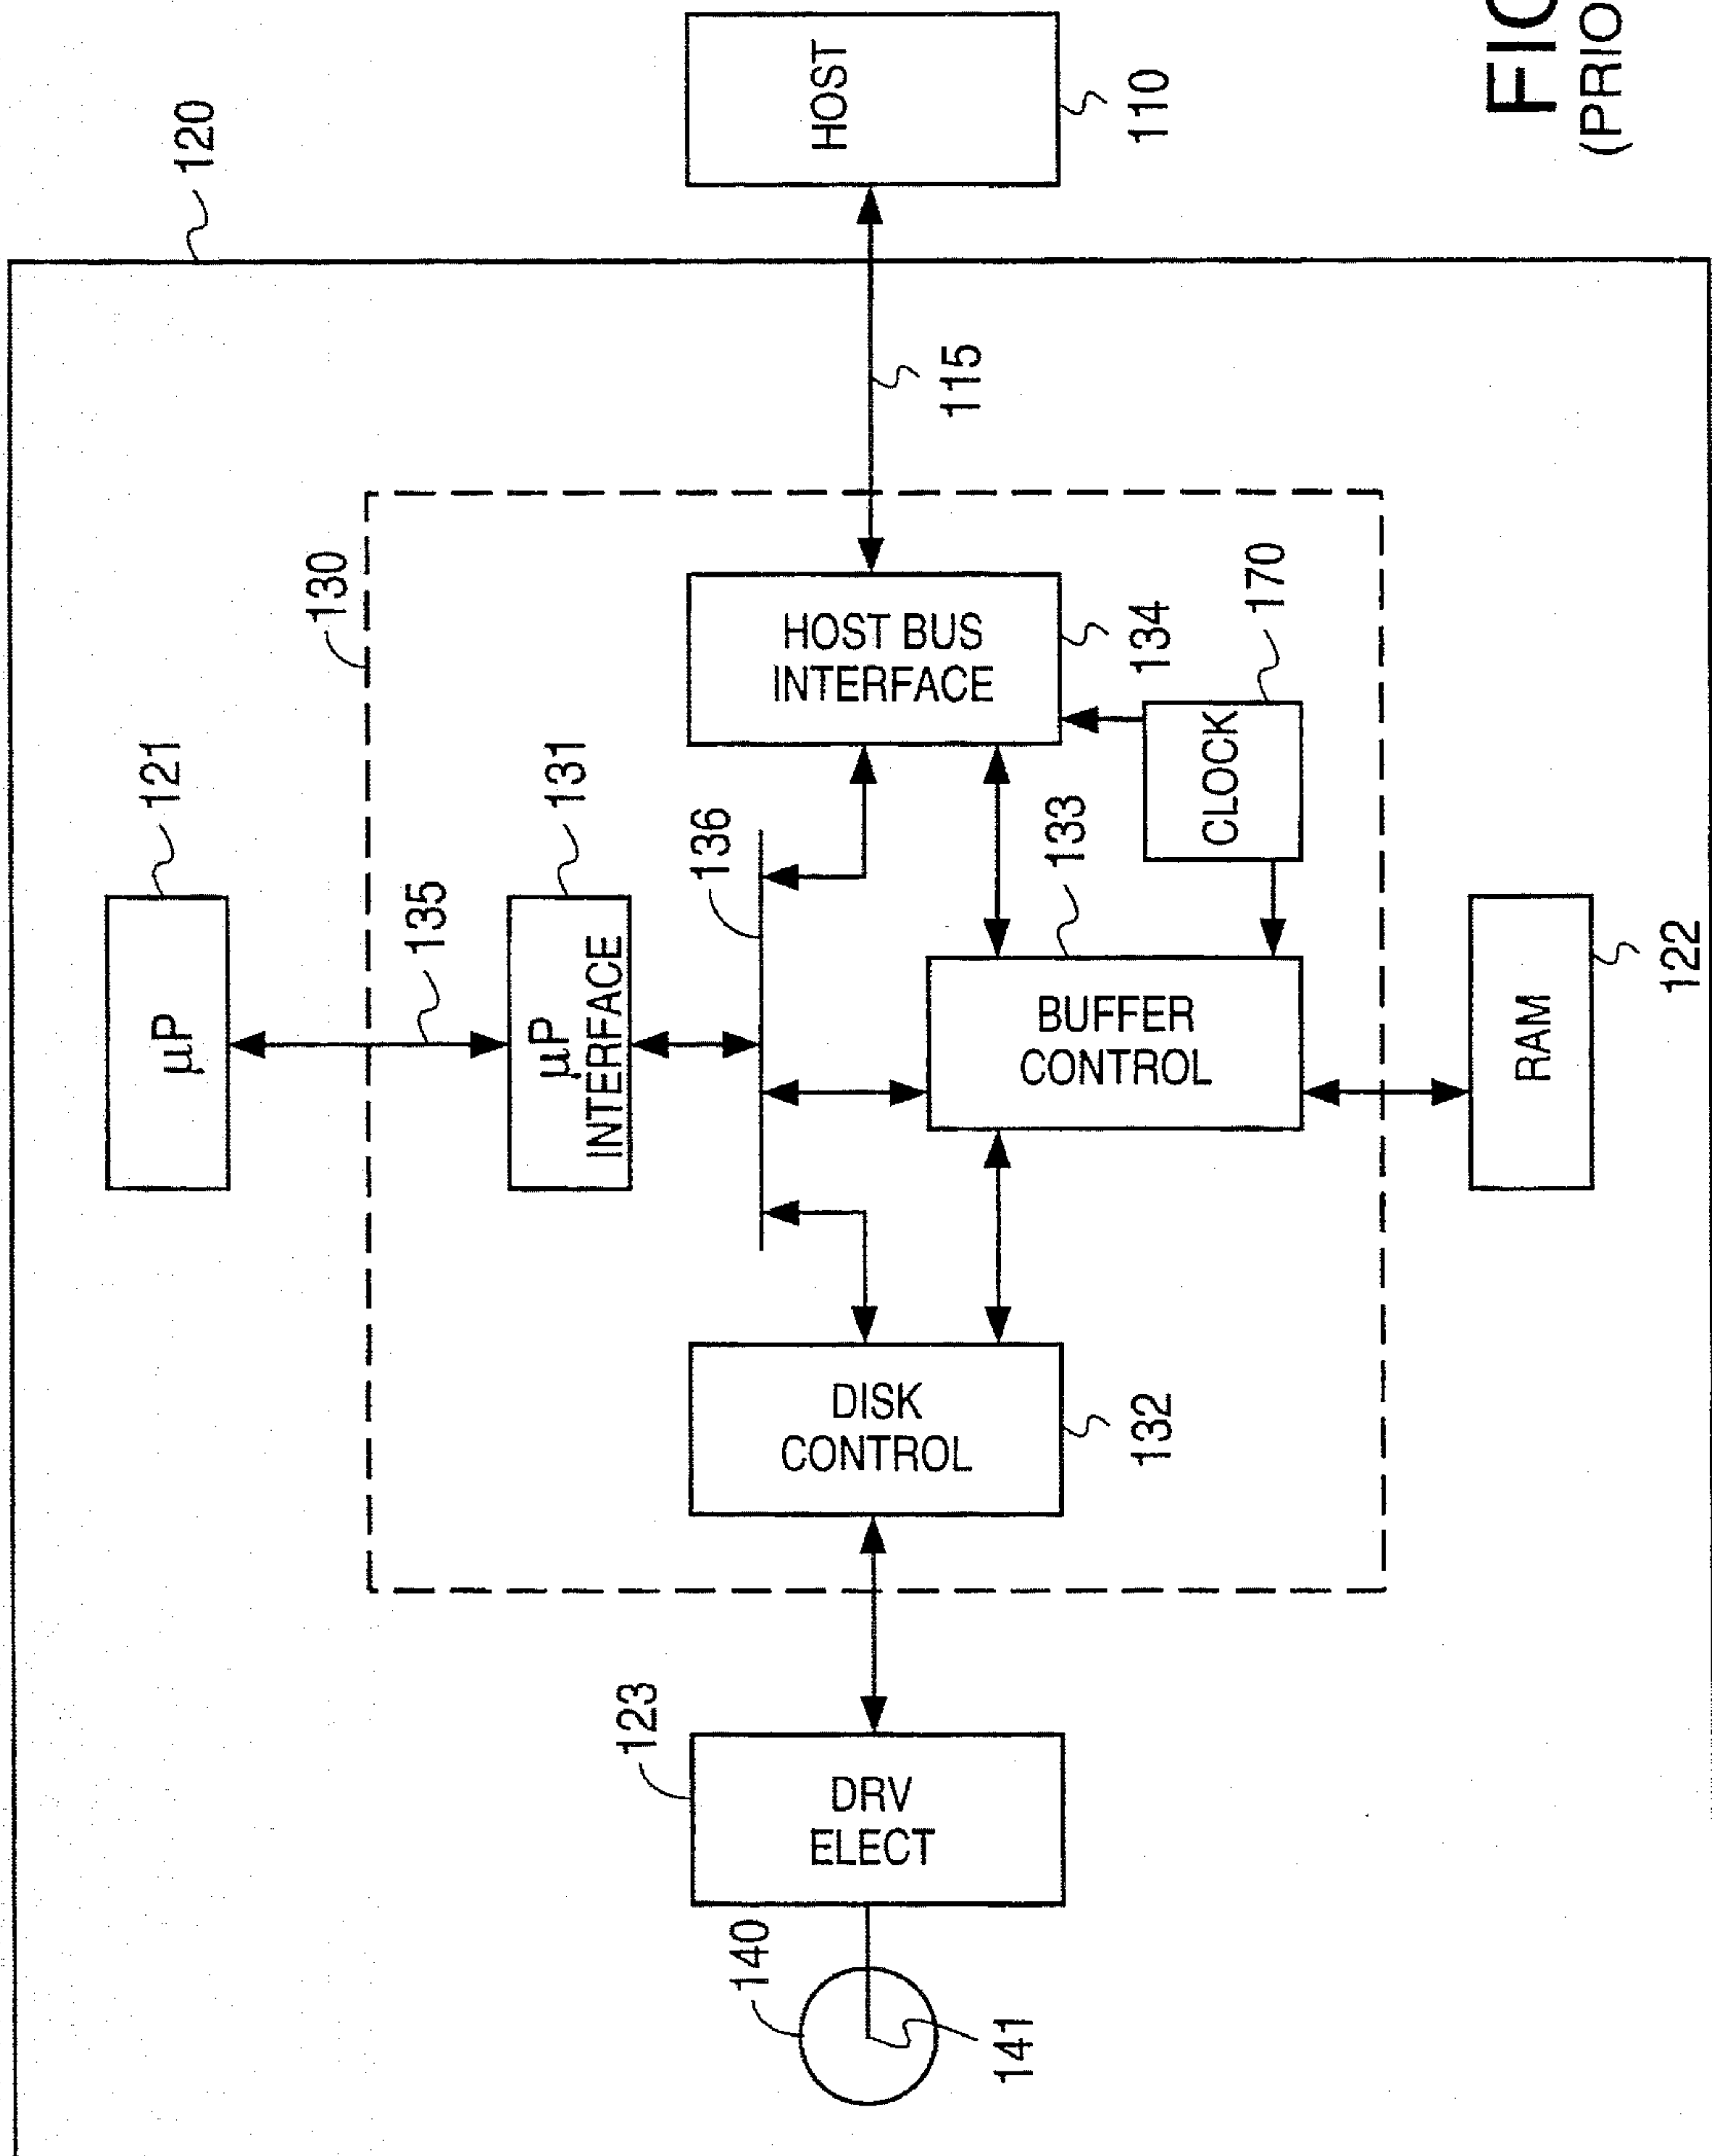 120
121
μP
130
135
131
μP
INTERFACE
136
140
141
123
DRV
ELECT
DISK
CONTROL
132
HOST BUS
INTERFACE
134
115
HOST
110
133
BUFFER
CONTROL
CLOCK
170
RAM
122
FIG
(PRIO